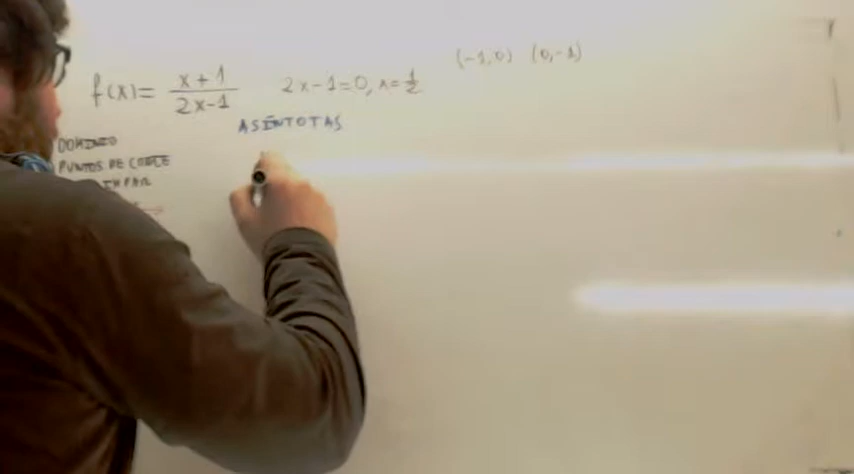 f(x)= x+1 / 2x-1 2x-1=0, x=1/2 (-1,0) (0,-1)
ASÍNTOTAS
DOMINIO
PUNTOS DE CORTE